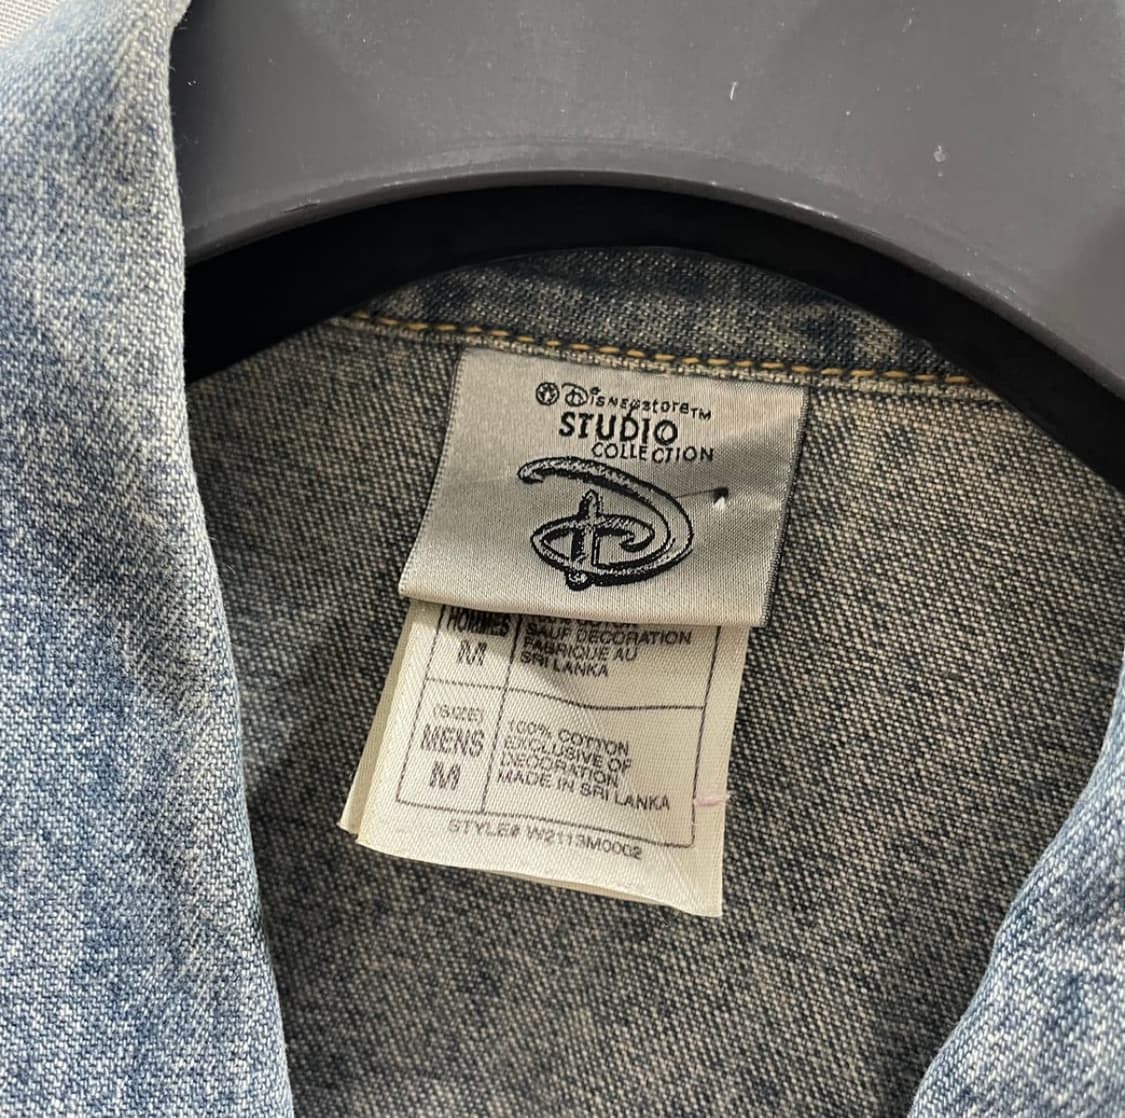 DISNEYstore™
STUDIO
COLLECTION
D
HOMMES
M
SAUF DECORATION
FABRIQUE AU
SRI LANKA
(SIZE)
MENS
M
100% COTTON
EXCLUSIVE OF
DECORATION
MADE IN SRI LANKA
STYLE# W2113M0002